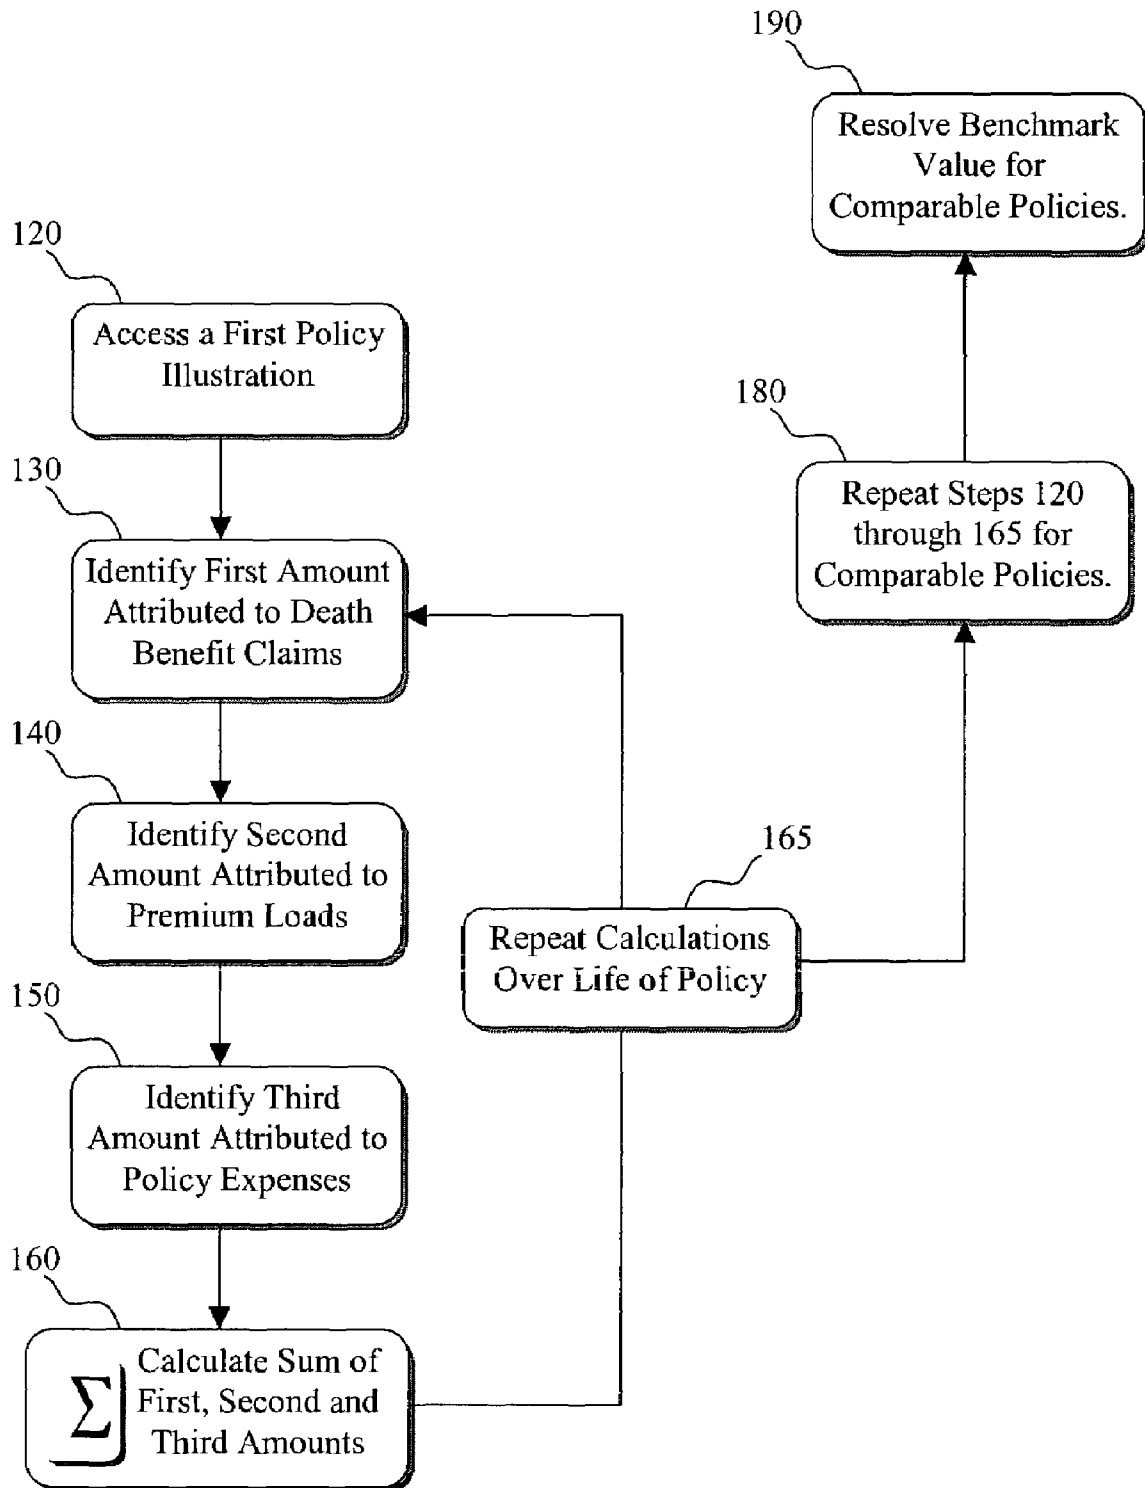 120
Access a First Policy
Illustration
130
Identify First Amount
Attributed to Death
Benefit Claims
140
Identify Second
Amount Attributed to
Premium Loads
150
Identify Third
Amount Attributed to
Policy Expenses
160
Σ
Calculate Sum of
First, Second and
Third Amounts
165
Repeat Calculations
Over Life of Policy
180
Repeat Steps 120
through 165 for
Comparable Policies.
190
Resolve Benchmark
Value for
Comparable Policies.